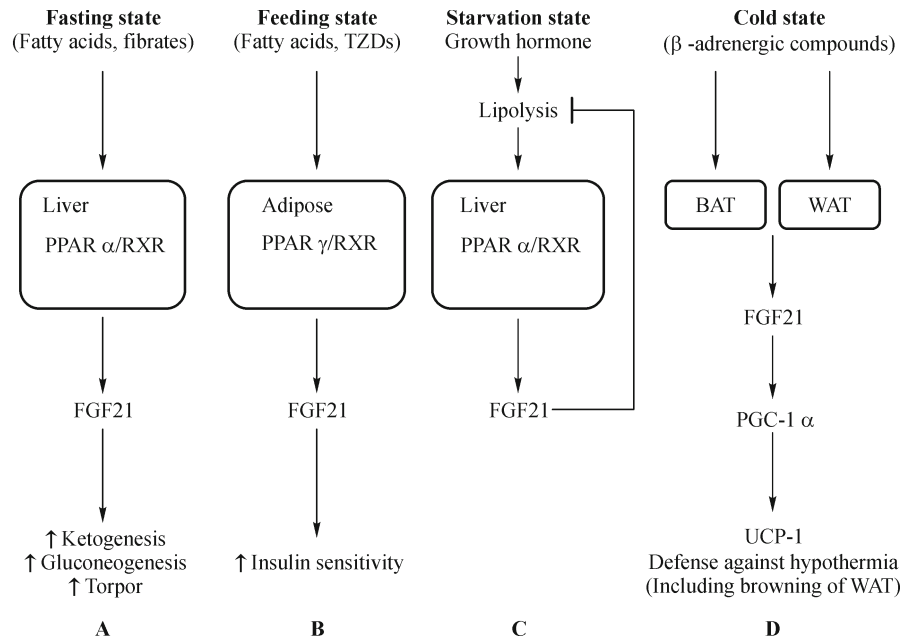 Fasting state
(Fatty acids, fibrates)
Liver
PPAR α/RXR
FGF21
↑ Ketogenesis
↑ Gluconeogenesis
↑ Torpor
A
Feeding state
(Fatty acids, TZDs)
Adipose
PPAR γ/RXR
FGF21
↑ Insulin sensitivity
B
Starvation state
Growth hormone
Lipolysis
Liver
PPAR α/RXR
FGF21
C
Cold state
(β -adrenergic compounds)
BAT
WAT
FGF21
PGC-1 α
UCP-1
Defense against hypothermia
(Including browning of WAT)
D